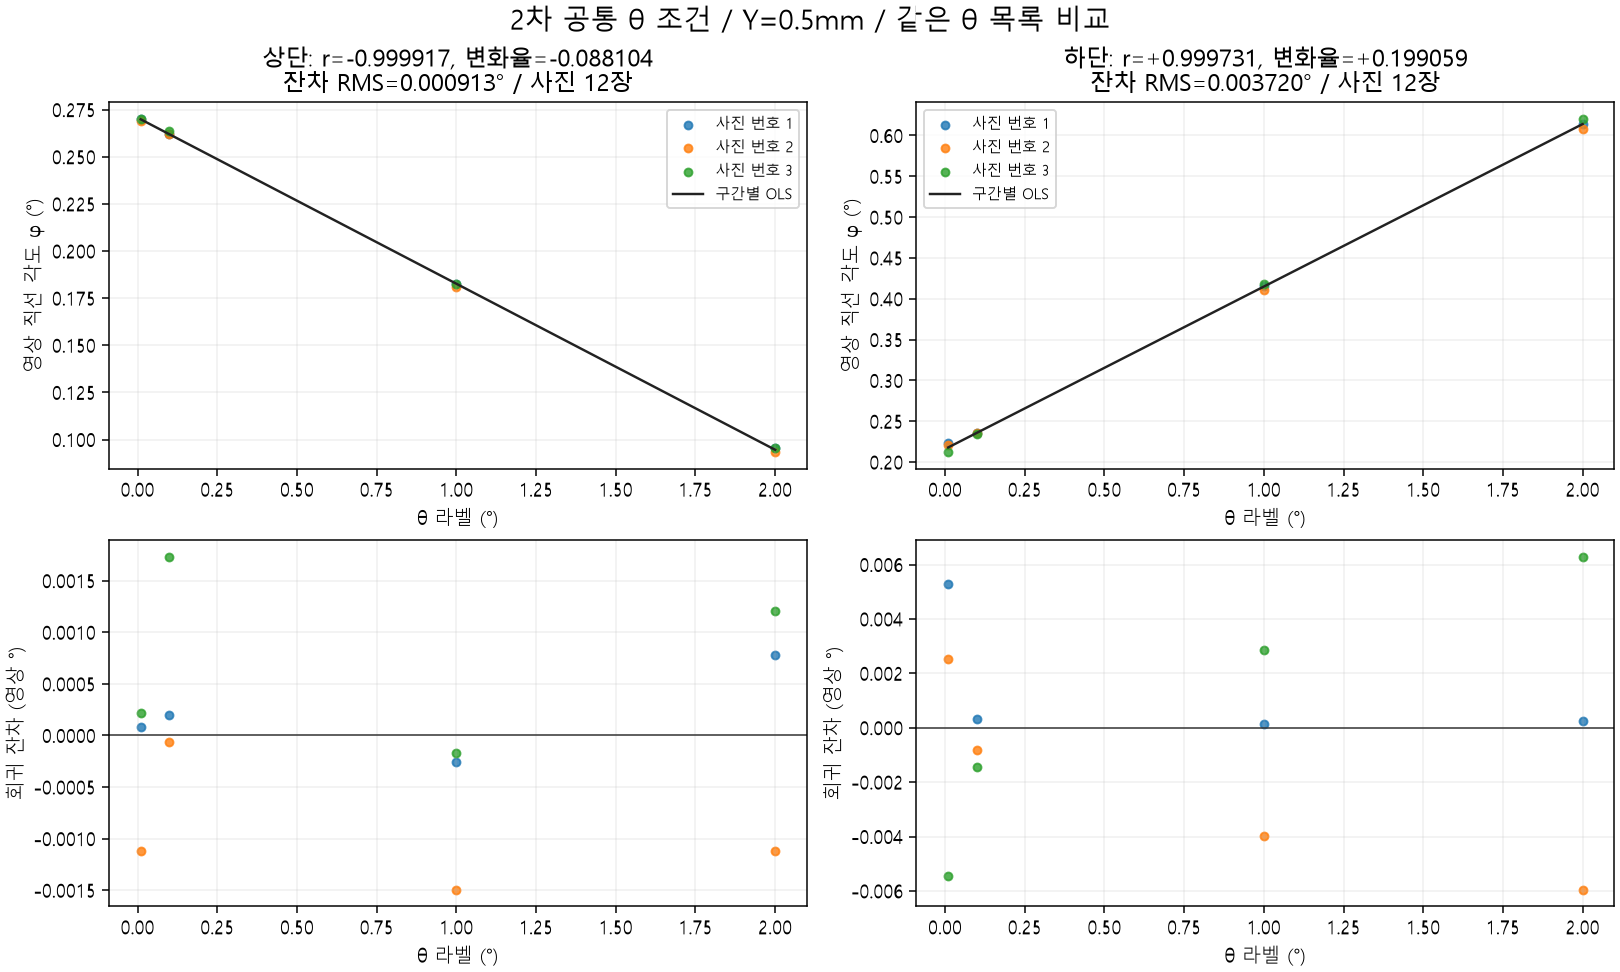 2차 공통 θ 조건 / Y=0.5mm / 같은 θ 목록 비교
상단: r=-0.999917, 변화율=-0.088104
잔차 RMS=0.000913° / 사진 12장
0.275
0.250
0.225
0.200
0.175
0.150
0.125
0.100
영상 직선 각도 φ (°)
사진 번호 1
사진 번호 2
사진 번호 3
구간별 OLS
0.00 0.25 0.50 0.75 1.00 1.25 1.50 1.75 2.00
θ 라벨 (°)
하단: r=+0.999731, 변화율=+0.199059
잔차 RMS=0.003720° / 사진 12장
0.60
0.55
0.50
0.45
0.40
0.35
0.30
0.25
0.20
영상 직선 각도 φ (°)
사진 번호 1
사진 번호 2
사진 번호 3
구간별 OLS
0.00 0.25 0.50 0.75 1.00 1.25 1.50 1.75 2.00
θ 라벨 (°)
0.0015
0.0010
0.0005
0.0000
-0.0005
-0.0010
-0.0015
회귀 잔차 (영상 °)
0.00 0.25 0.50 0.75 1.00 1.25 1.50 1.75 2.00
θ 라벨 (°)
0.006
0.004
0.002
0.000
-0.002
-0.004
-0.006
회귀 잔차 (영상 °)
0.00 0.25 0.50 0.75 1.00 1.25 1.50 1.75 2.00
θ 라벨 (°)